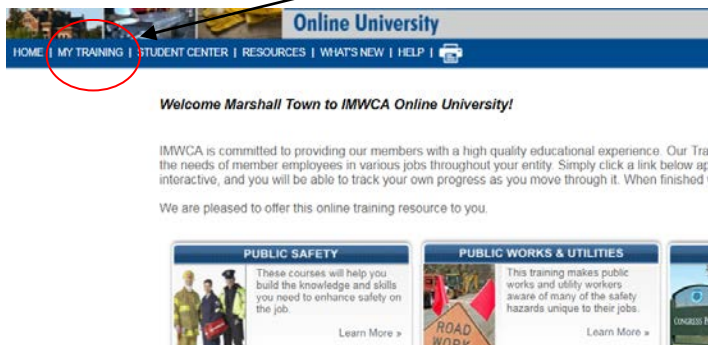 Online University
HOME | MY TRAINING | STUDENT CENTER | RESOURCES | WHAT'S NEW | HELP |
Welcome Marshall Town to IMWCA Online University!
IMWCA is committed to providing our members with a high quality educational experience. Our Tra
the needs of member employees in various jobs throughout your entity. Simply click a link below ap
interactive, and you will be able to track your own progress as you move through it. When finished
We are pleased to offer this online training resource to you.
PUBLIC SAFETY
These courses will help you
build the knowledge and skills
you need to enhance safety on
the job.
Learn More »
PUBLIC WORKS & UTILITIES
This training makes public
works and utility workers
aware of many of the safety
hazards unique to their jobs.
Learn More »
ROAD
WORK